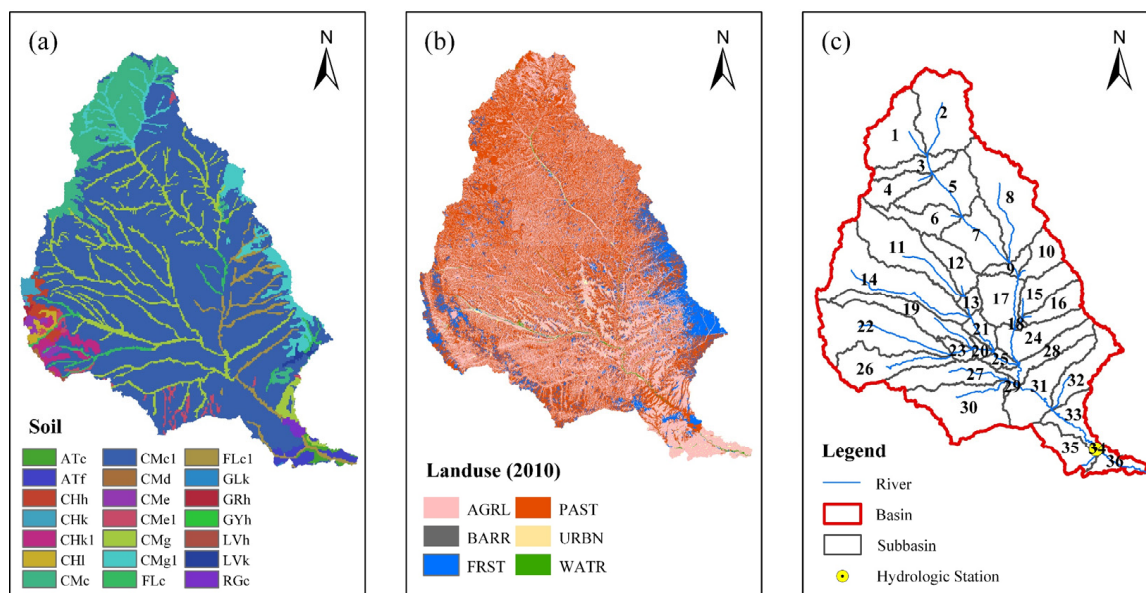 (a)
N
Soil
ATc
ATf
CHh
CHk
CHk1
CHl
CMc
CMc1
CMd
CMe
CMe1
CMg
CMg1
FLc
FLc1
GLk
GRh
GYh
LVh
LVk
RGc
(b)
N
Landuse (2010)
AGRL
BARR
FRST
PAST
URBN
WATR
(c)
N
2
1
3
4
5
8
6
7
11
12
10
9
14
17
15
16
13
19
21
18
22
24
23
20
25
28
26
27
29
31
32
30
33
35
34
36
Legend
River
Basin
Subbasin
Hydrologic Station